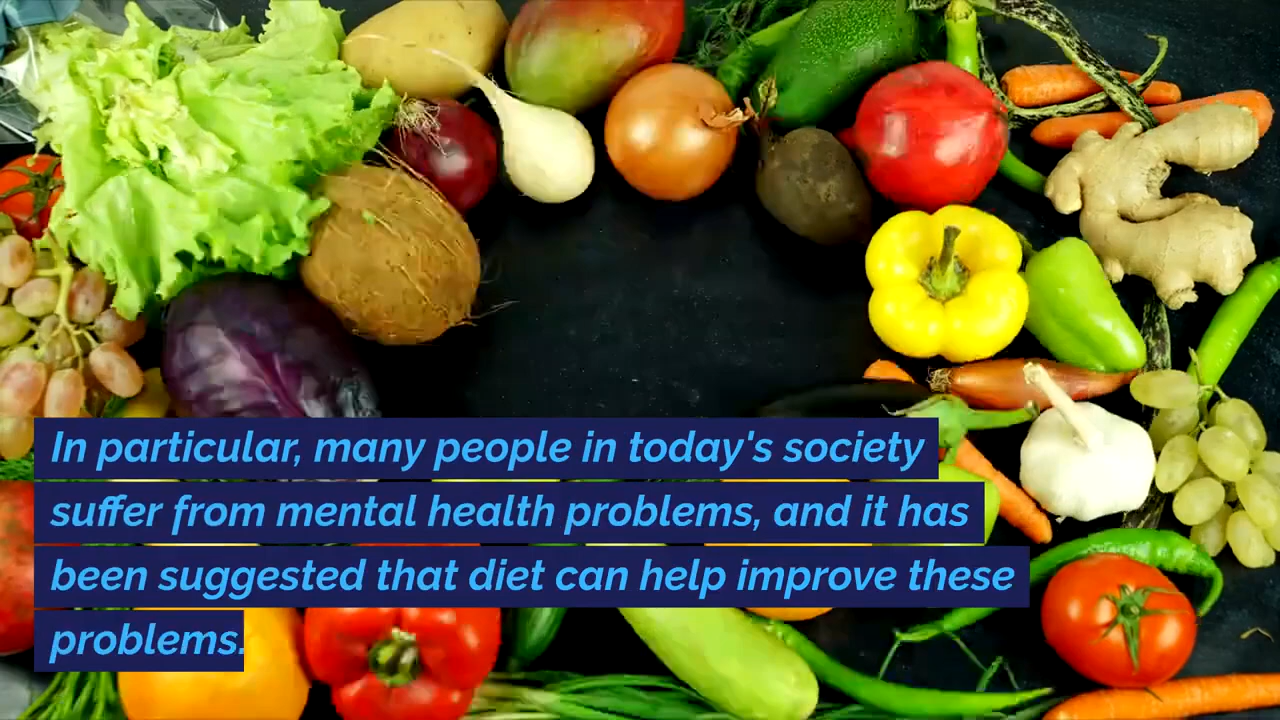 In particular, many people in today's society
suffer from mental health problems, and it has
been suggested that diet can help improve these
problems.